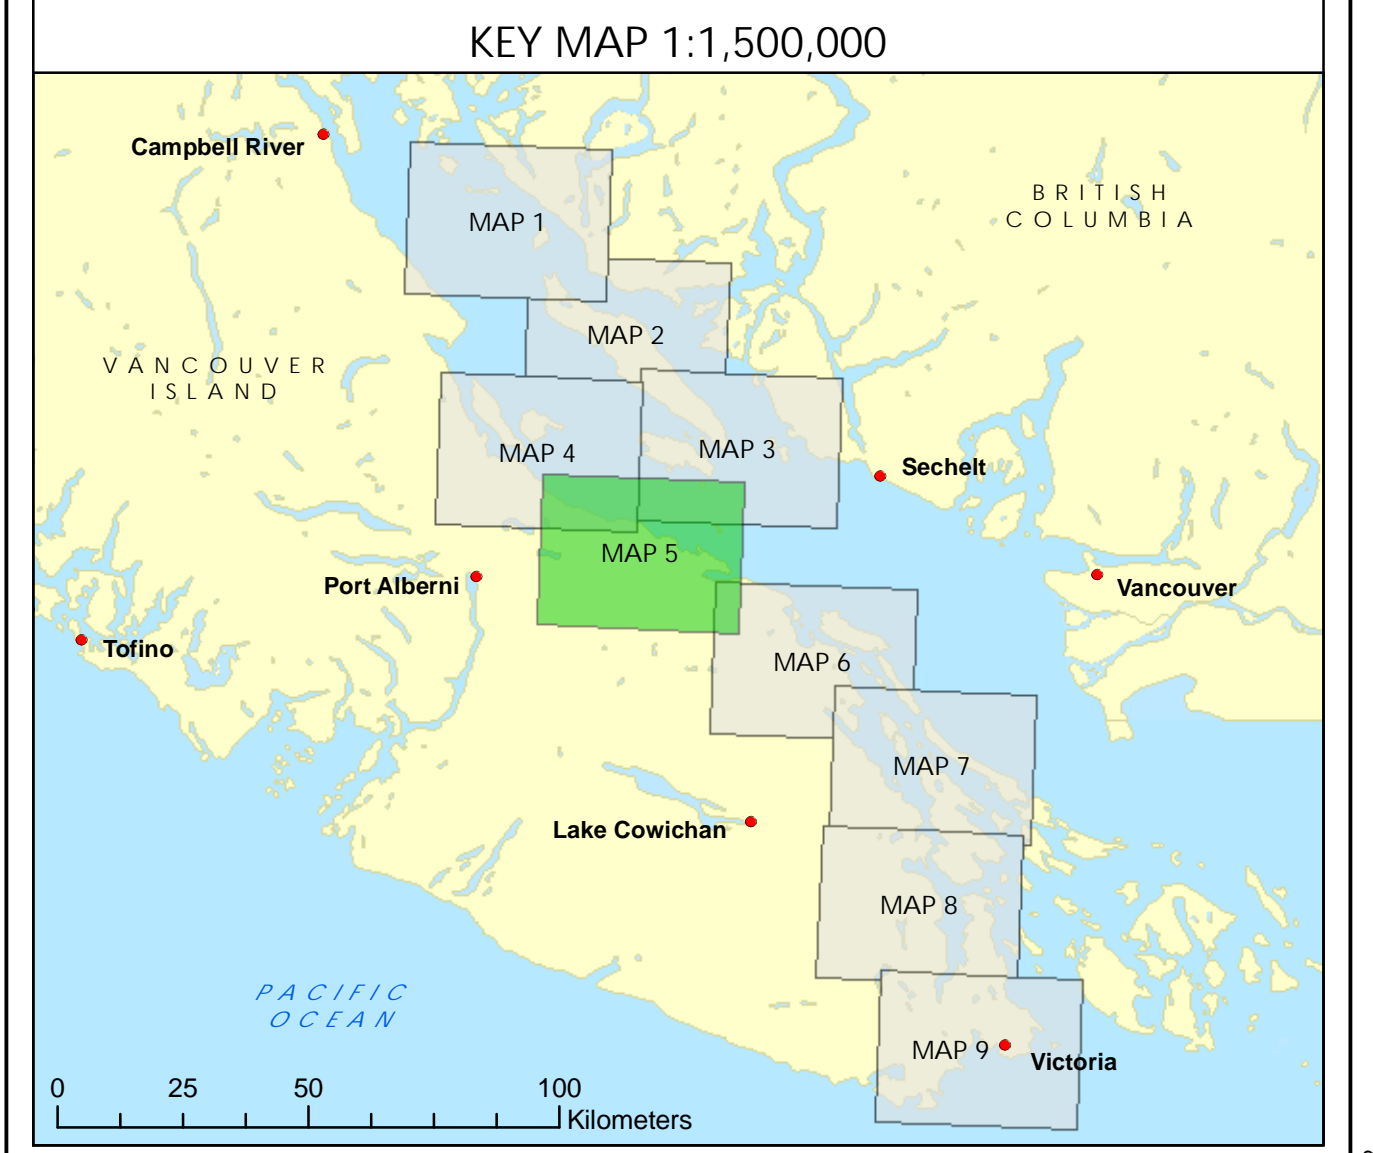 KEY MAP 1:1,500,000
Campbell River
BRITISH
COLUMBIA
MAP 1
MAP 2
VANCOUVER
ISLAND
MAP 4
MAP 3
Sechelt
MAP 5
Port Alberni
Vancouver
Tofino
MAP 6
MAP 7
Lake Cowichan
MAP 8
PACIFIC
OCEAN
MAP 9
Victoria
0 25 50 100
Kilometers